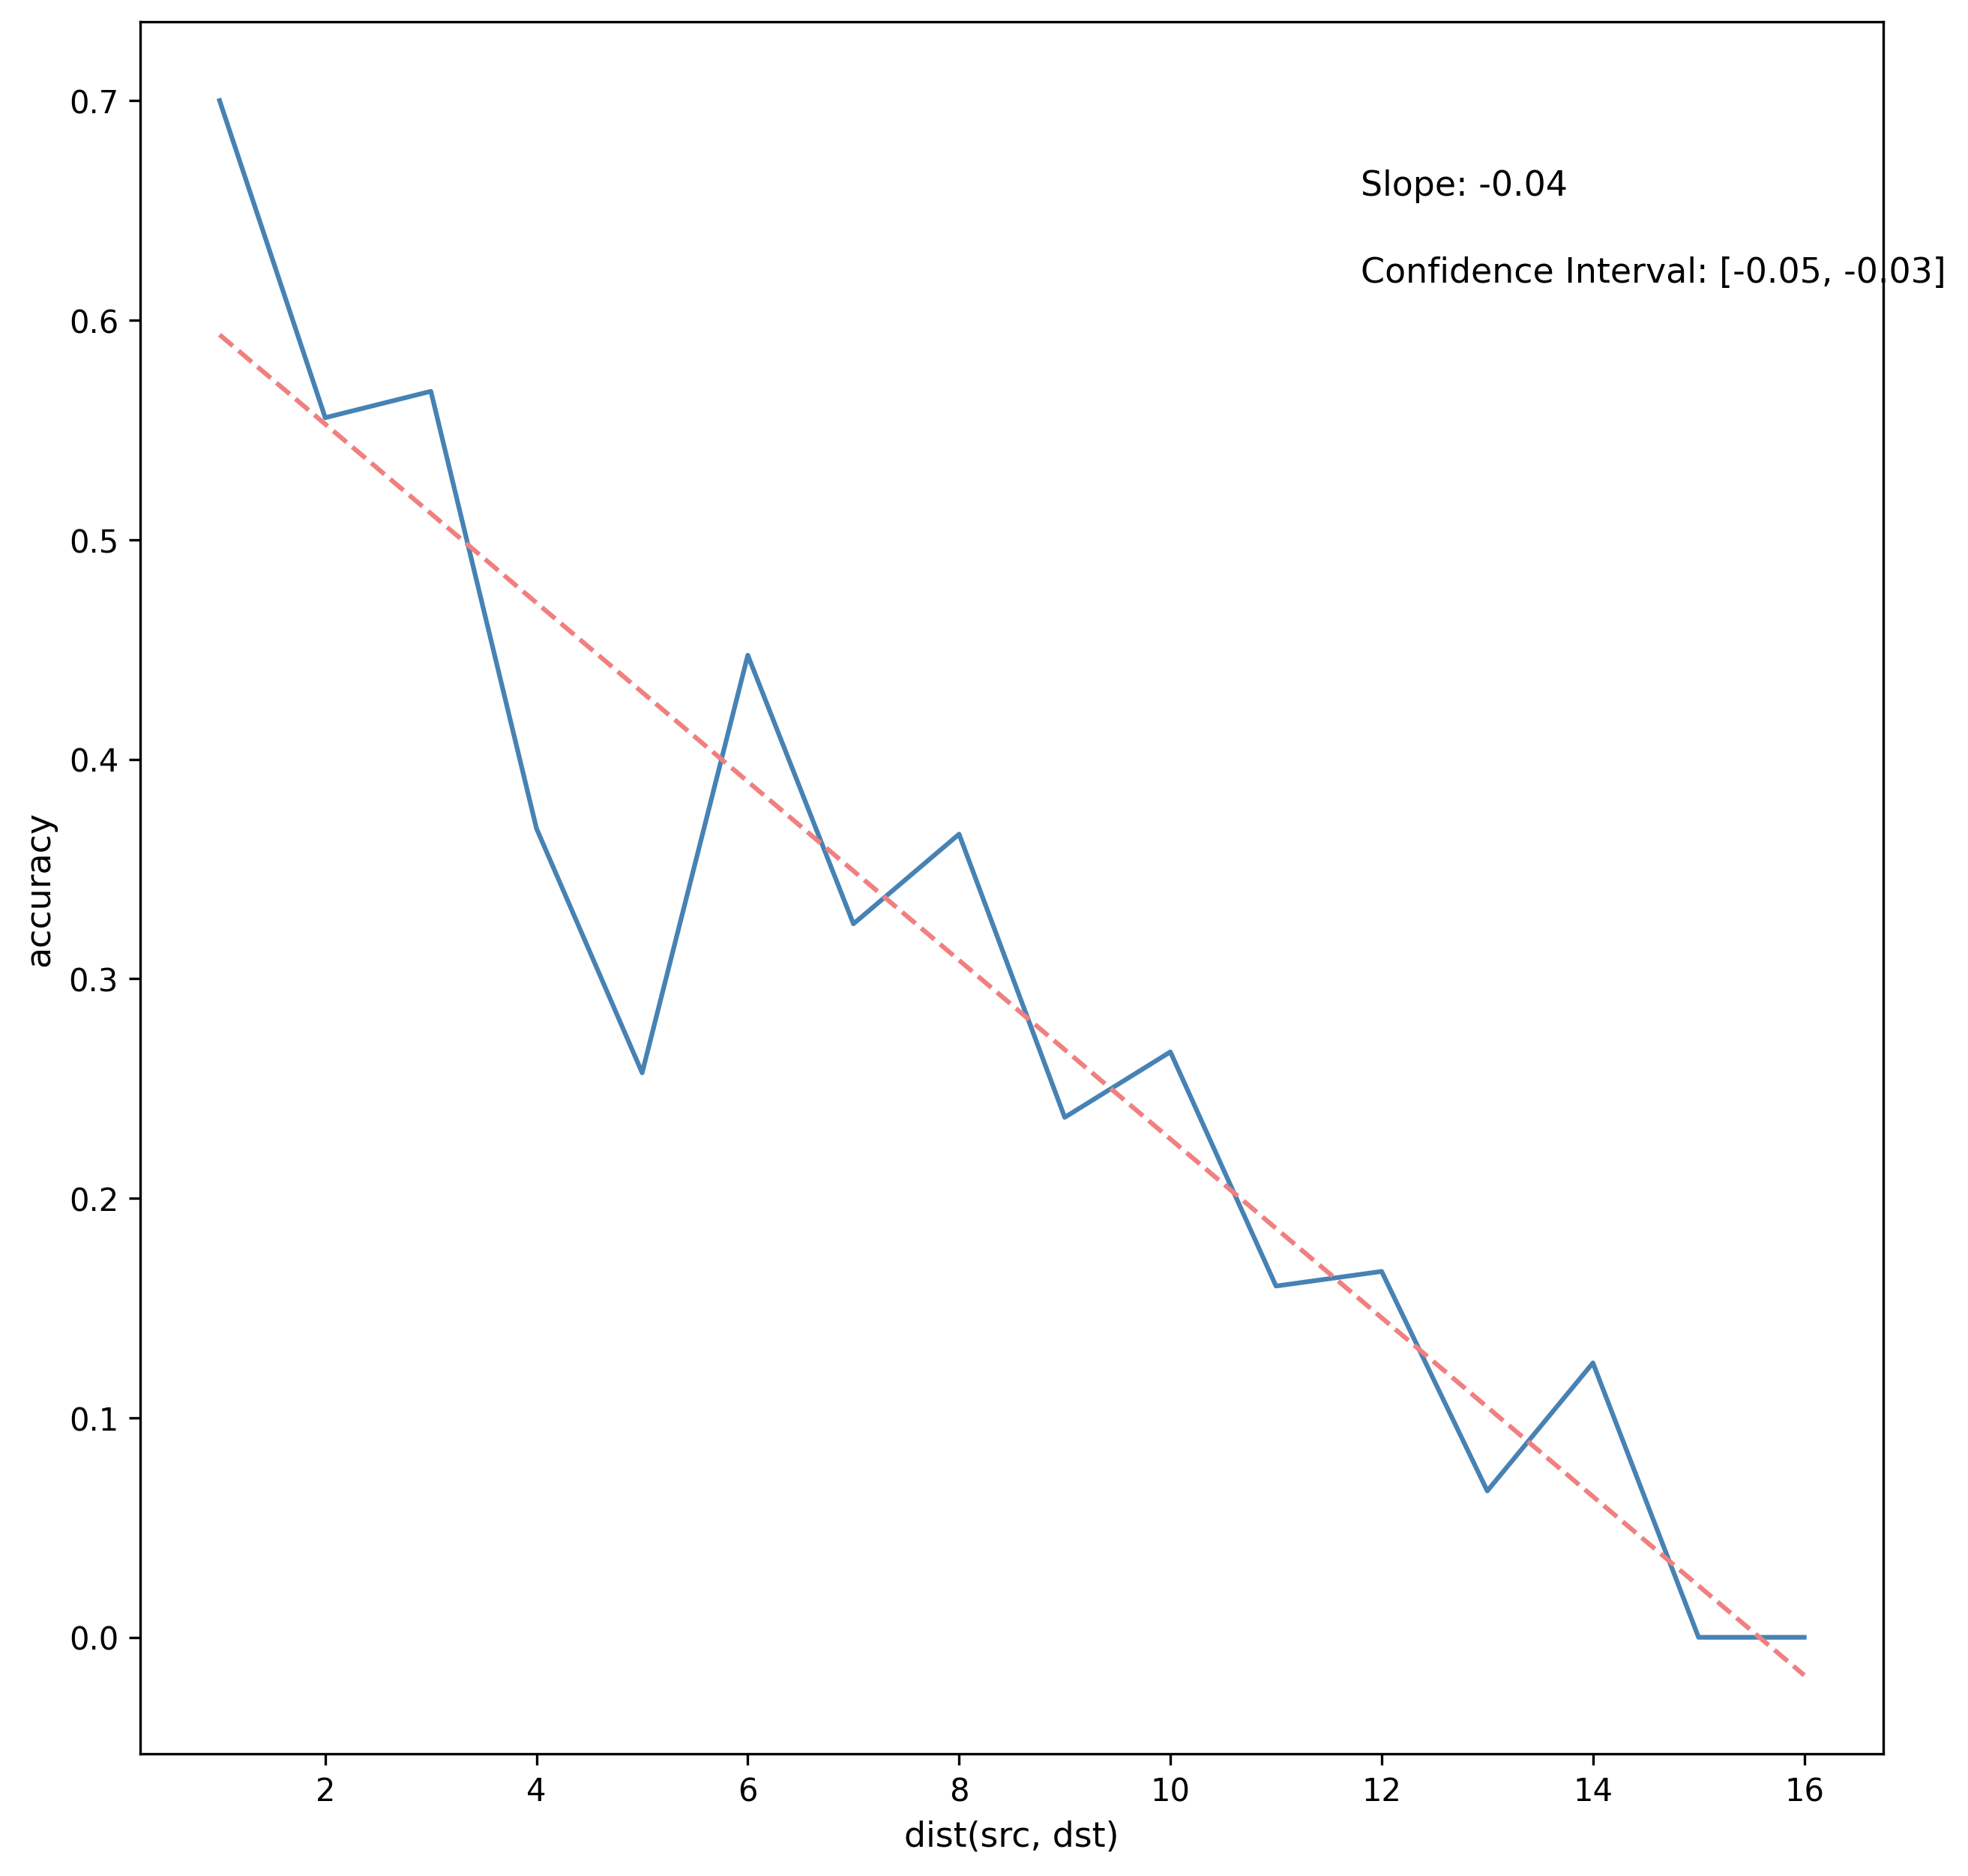 0.7
0.6
0.5
0.4
0.3
0.2
0.1
0.0
accuracy
Slope: -0.04
Confidence Interval: [-0.05, -0.03]
2 4 6 8 10 12 14 16
dist(src, dst)